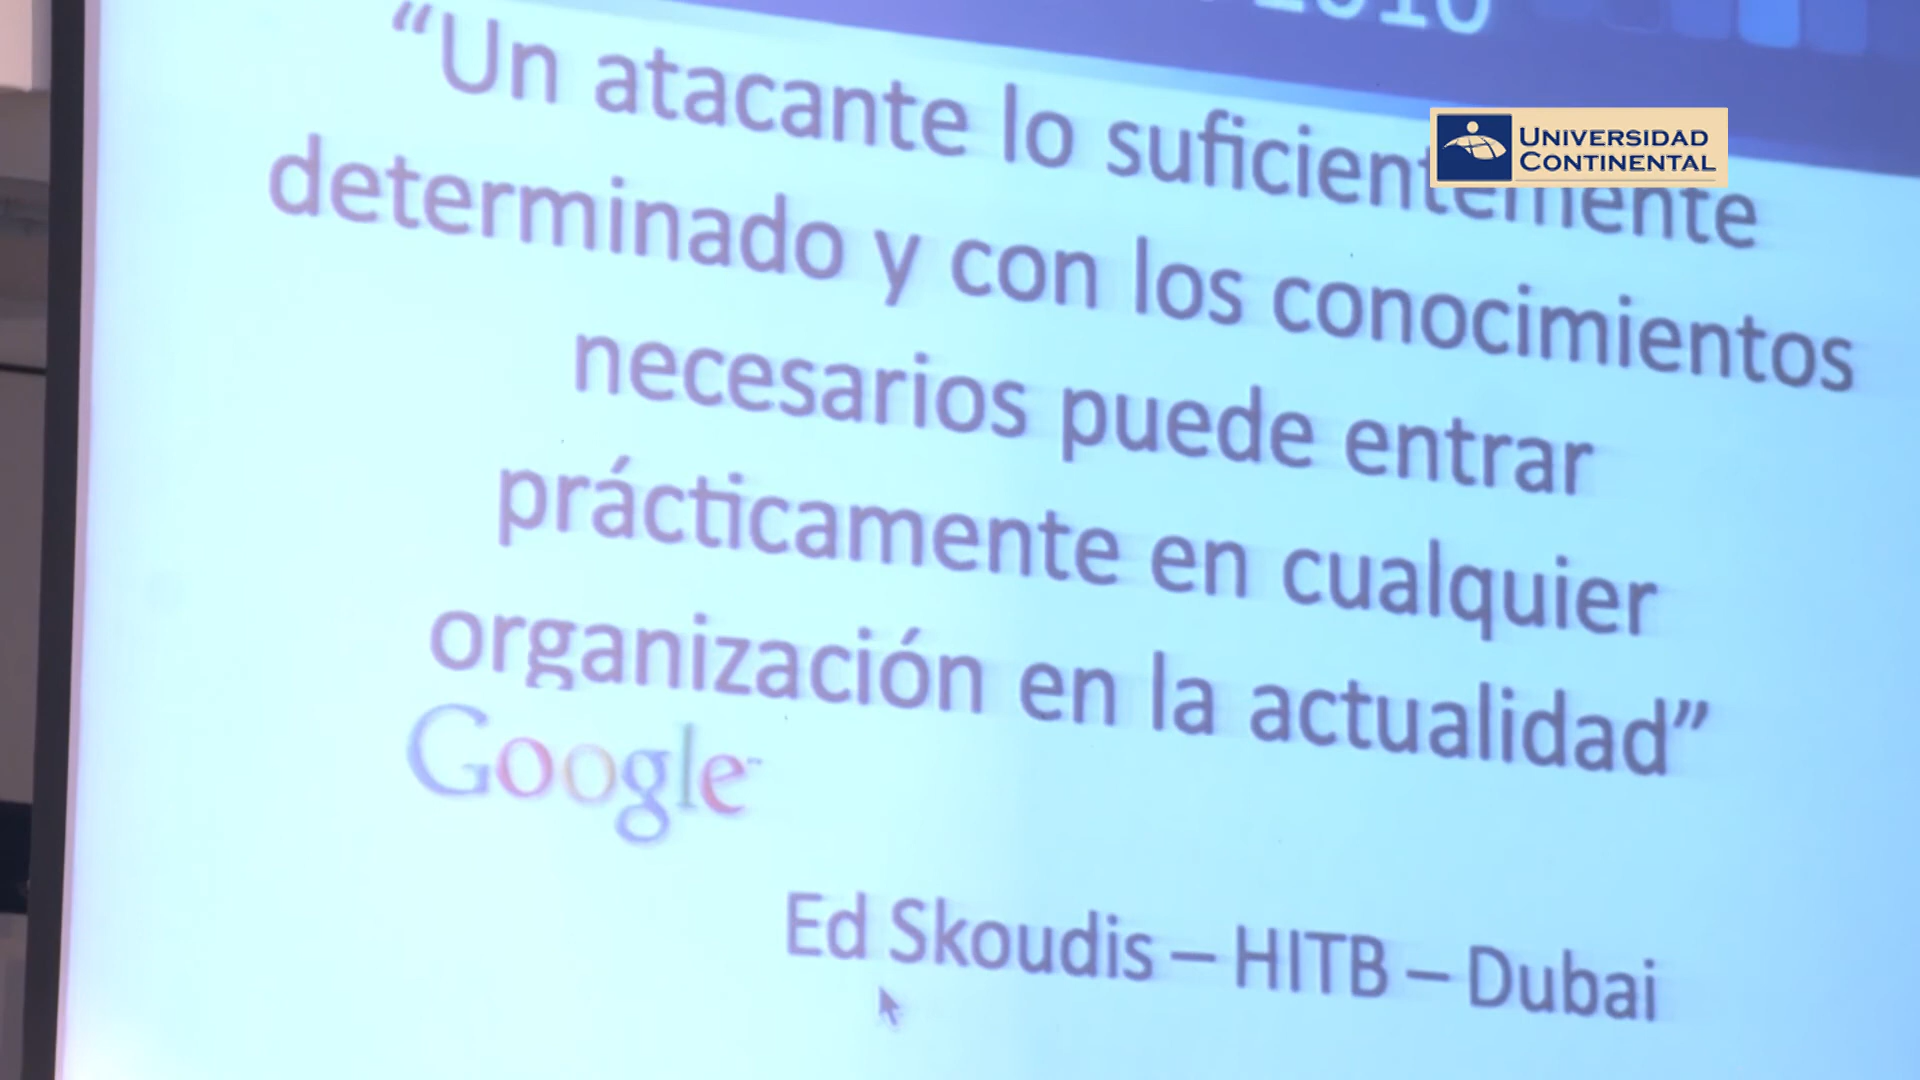 2010
“Un atacante lo suficientemente
UNIVERSIDAD
CONTINENTAL
determinado y con los conocimientos
necesarios puede entrar
prácticamente en cualquier
organización en la actualidad”
Google
Ed Skoudis – HITB – Dubai